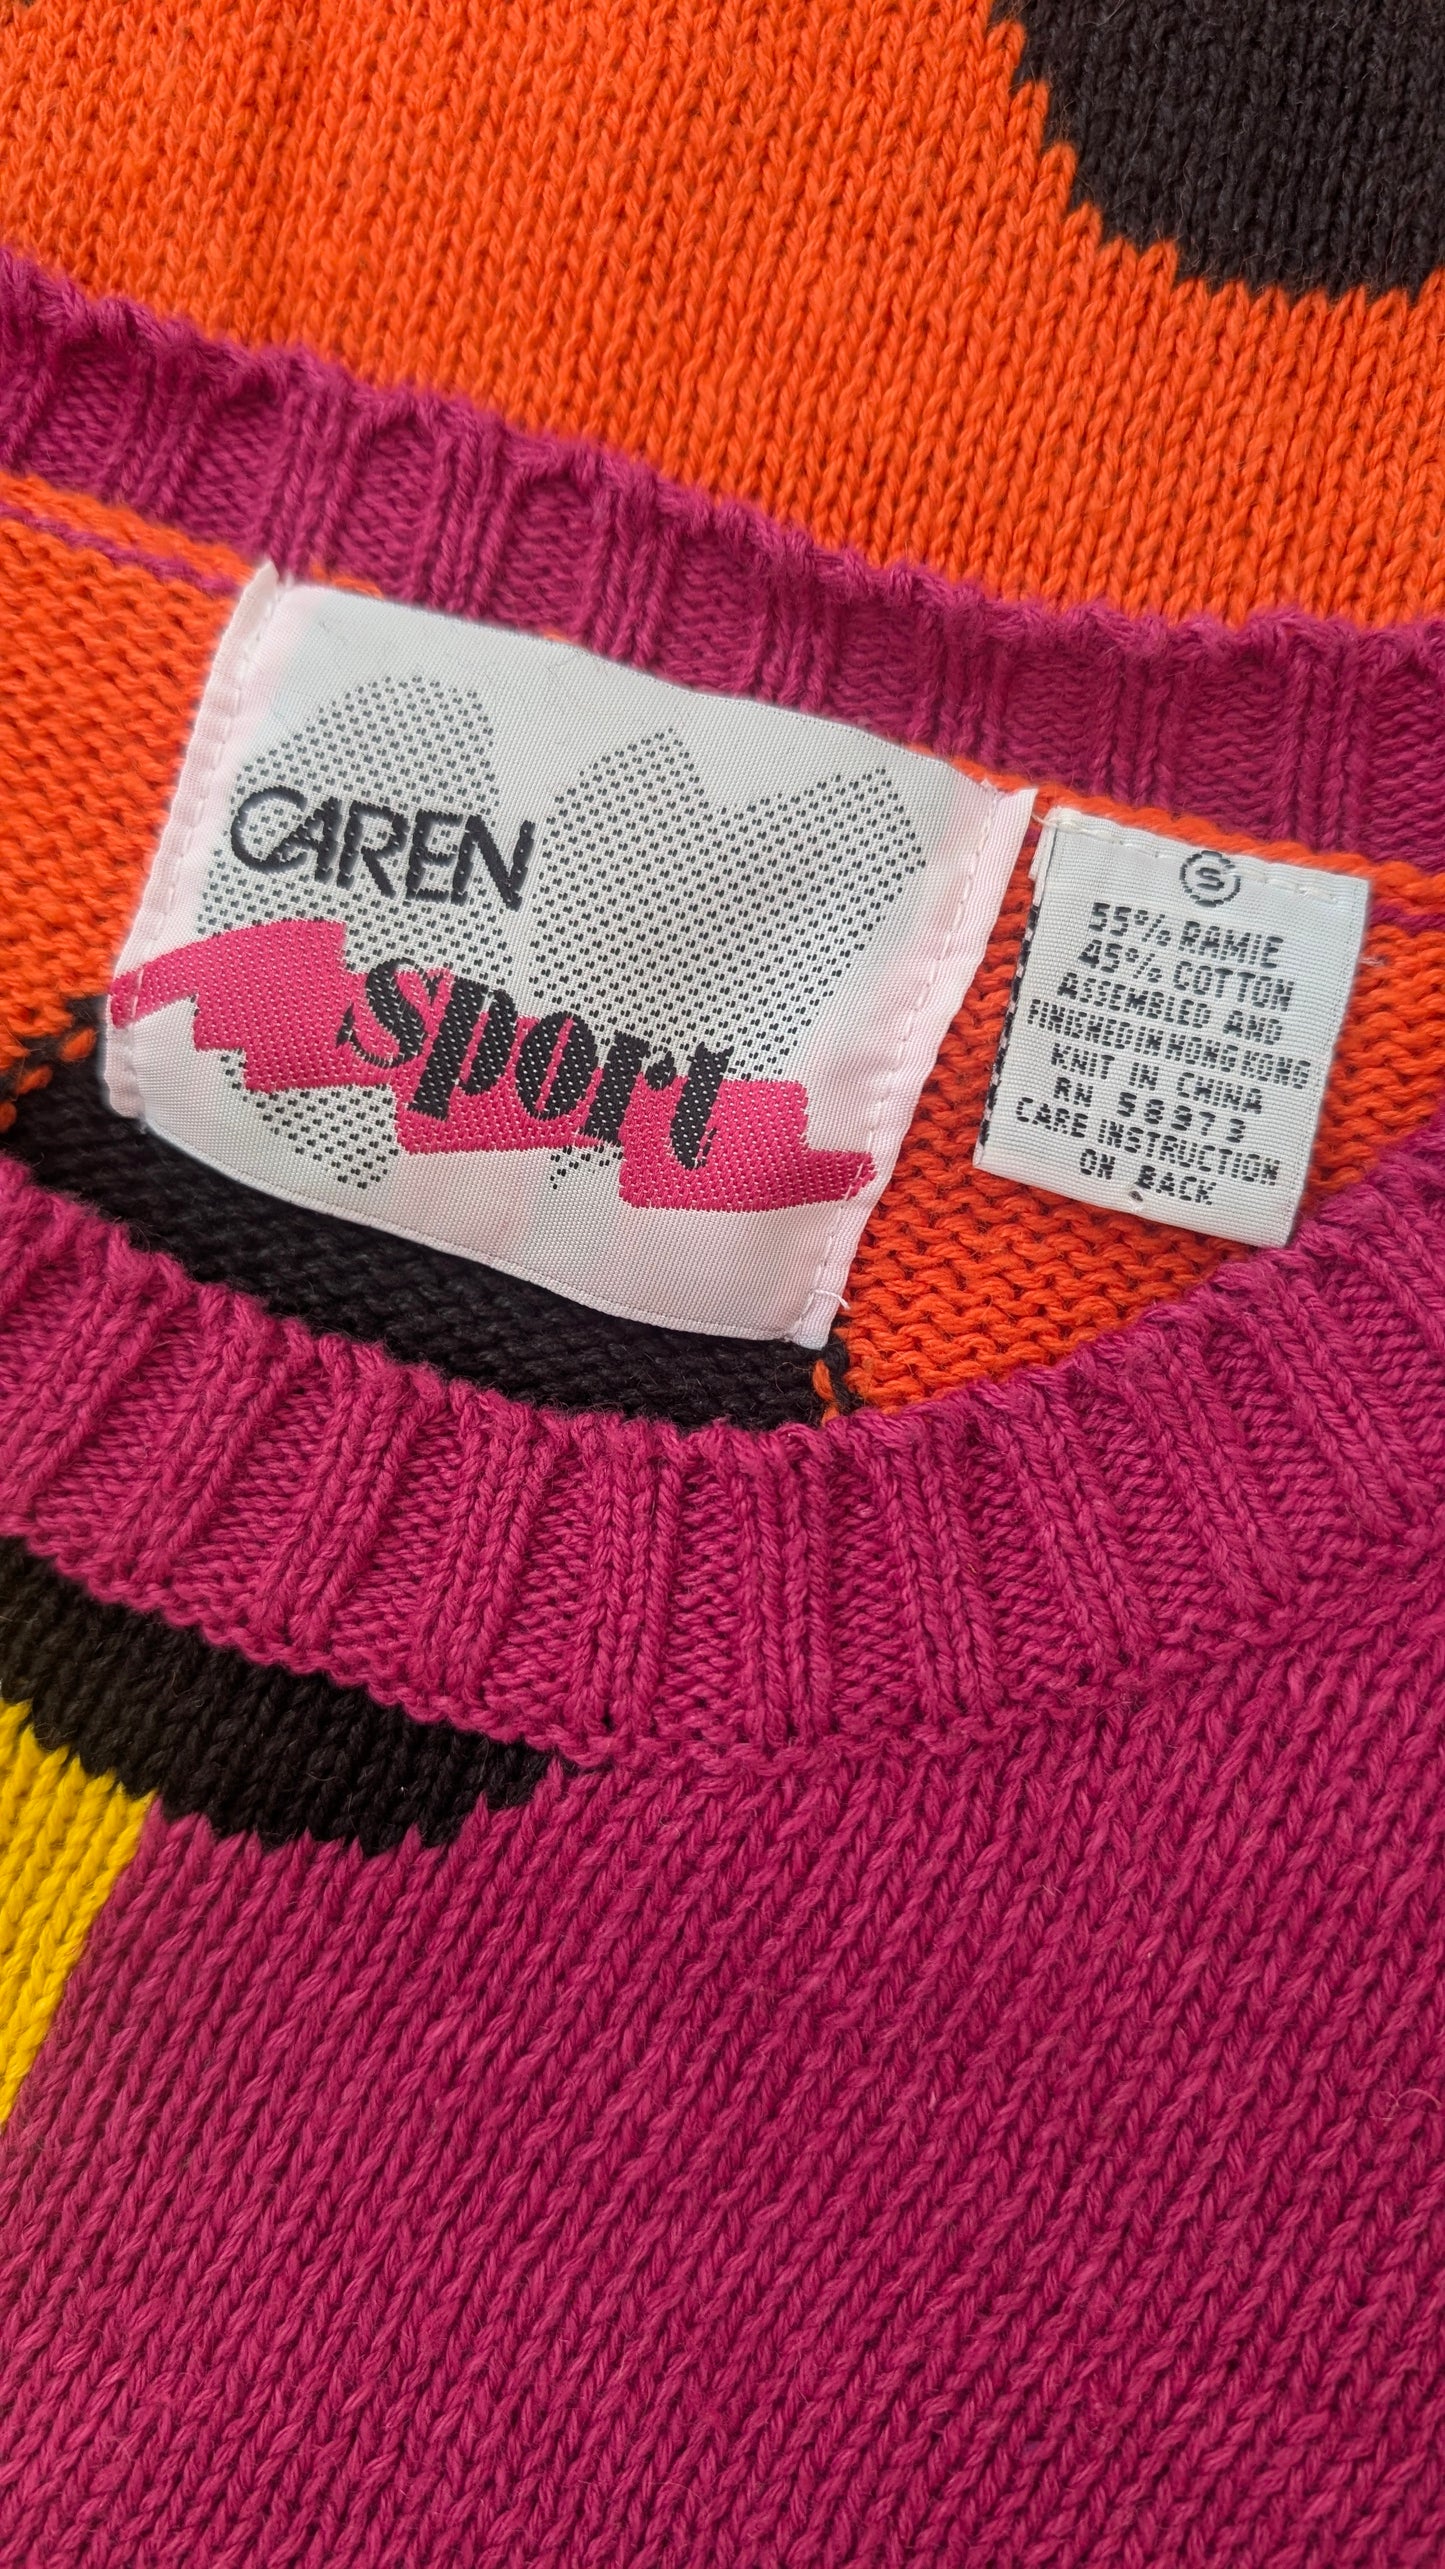 CAREN
Sport
S
55% RAMIE
45% COTTON
ASSEMBLED AND
FINISHED IN HONG KONG
KNIT IN CHINA
RN 58973
CARE INSTRUCTION
ON BACK